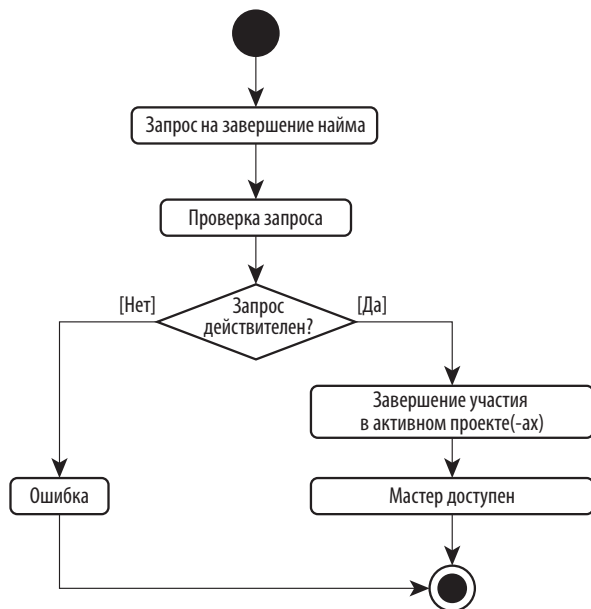 Запрос на завершение найма
Проверка запроса
[Нет]
Запрос
действителен?
[Да]
Завершение участия
в активном проекте(-ах)
Ошибка
Мастер доступен